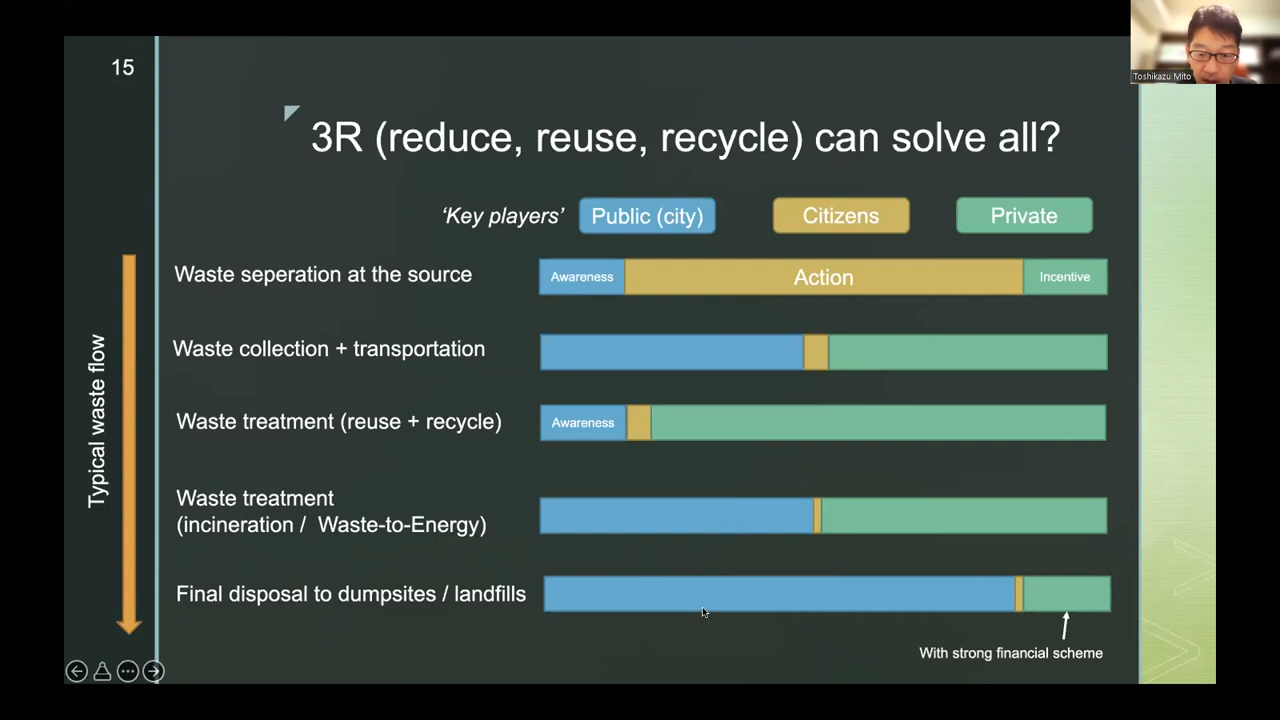 15
Toshikazu Mito
3R (reduce, reuse, recycle) can solve all?
‘Key players’ Public (city) Citizens Private
Waste seperation at the source Awareness Action Incentive
Waste collection + transportation
Waste treatment (reuse + recycle) Awareness
Waste treatment
(incineration / Waste-to-Energy)
Final disposal to dumpsites / landfills
With strong financial scheme
Typical waste flow